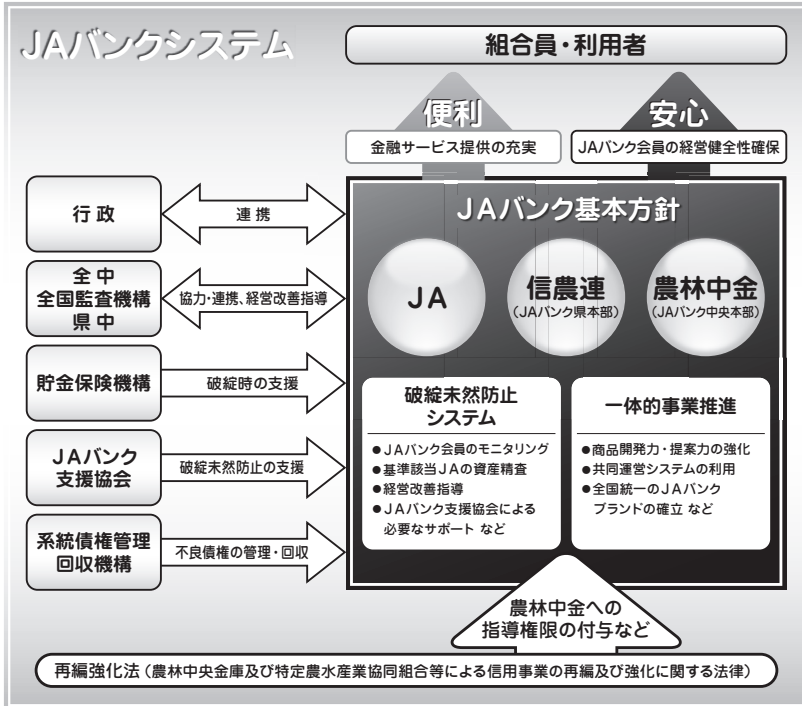 JAバンクシステム
組合員・利用者
便利
金融サービス提供の充実
安心
JAバンク会員の経営健全性確保
行 政
連 携
全 中
全国監査機構
県 中
協力・連携、経営改善指導
貯金保険機構
破綻時の支援
JAバンク
支援協会
破綻未然防止の支援
系統債権管理
回収機構
不良債権の管理・回収
JAバンク基本方針
JA
信農連
(JAバンク県本部)
農林中金
(JAバンク中央本部)
破綻未然防止
システム
●JAバンク会員のモニタリング
●基準該当JAの資産精査
●経営改善指導
●JAバンク支援協会による
必要なサポート など
一体的事業推進
●商品開発力・提案力の強化
●共同運営システムの利用
●全国統一のJAバンク
ブランドの確立 など
農林中金への
指導権限の付与など
再編強化法（農林中央金庫及び特定農水産業協同組合等による信用事業の再編及び強化に関する法律）